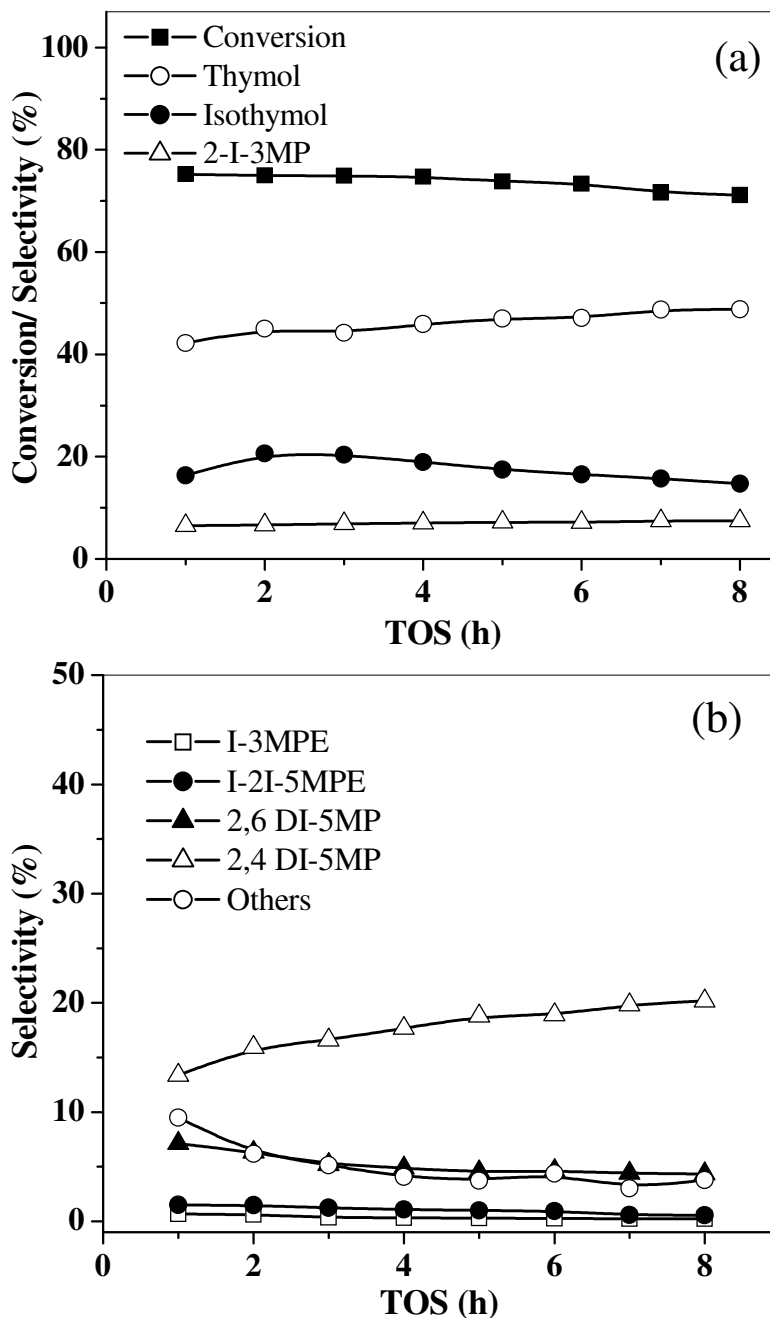 (a)
Conversion
Thymol
Isothymol
2-I-3MP
100
80
60
40
20
0
Conversion/ Selectivity (%)
0 2 4 6 8
TOS (h)
(b)
I-3MPE
I-2I-5MPE
2,6 DI-5MP
2,4 DI-5MP
Others
50
40
30
20
10
0
Selectivity (%)
0 2 4 6 8
TOS (h)